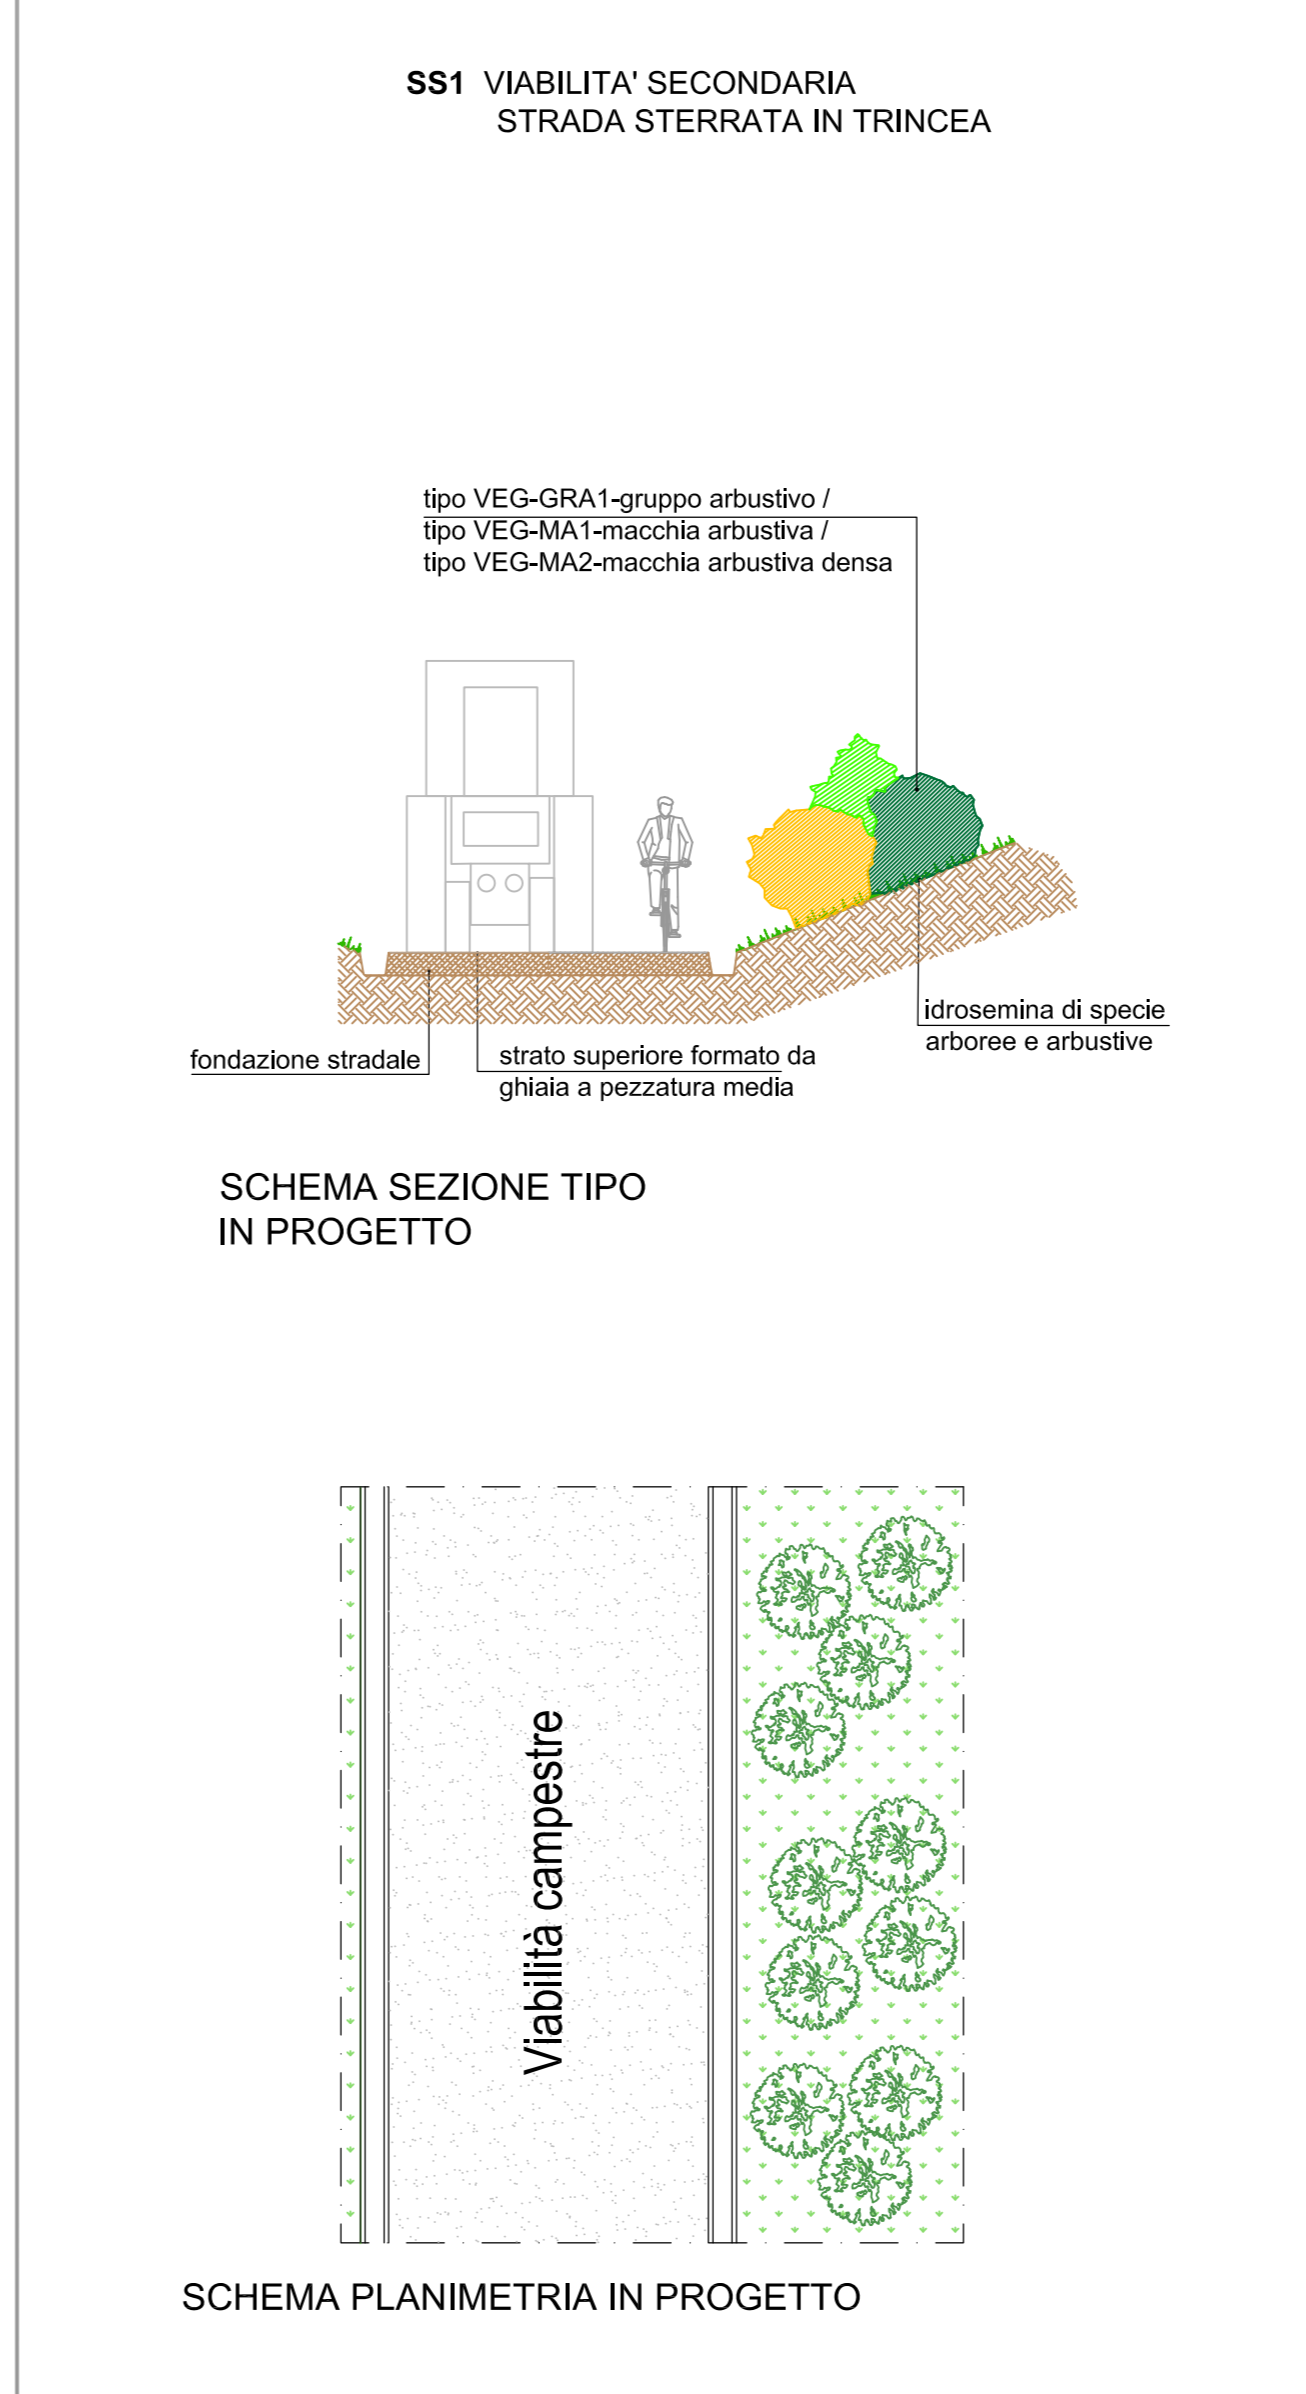 SS1 VIABILITA' SECONDARIA
STRADA STERRATA IN TRINCEA
tipo VEG-GRA1-gruppo arbustivo /
tipo VEG-MA1-macchia arbustiva /
tipo VEG-MA2-macchia arbustiva densa
idrosemina di specie
arboree e arbustive
fondazione stradale
strato superiore formato da
ghiaia a pezzatura media
SCHEMA SEZIONE TIPO
IN PROGETTO
Viabilità campestre
SCHEMA PLANIMETRIA IN PROGETTO